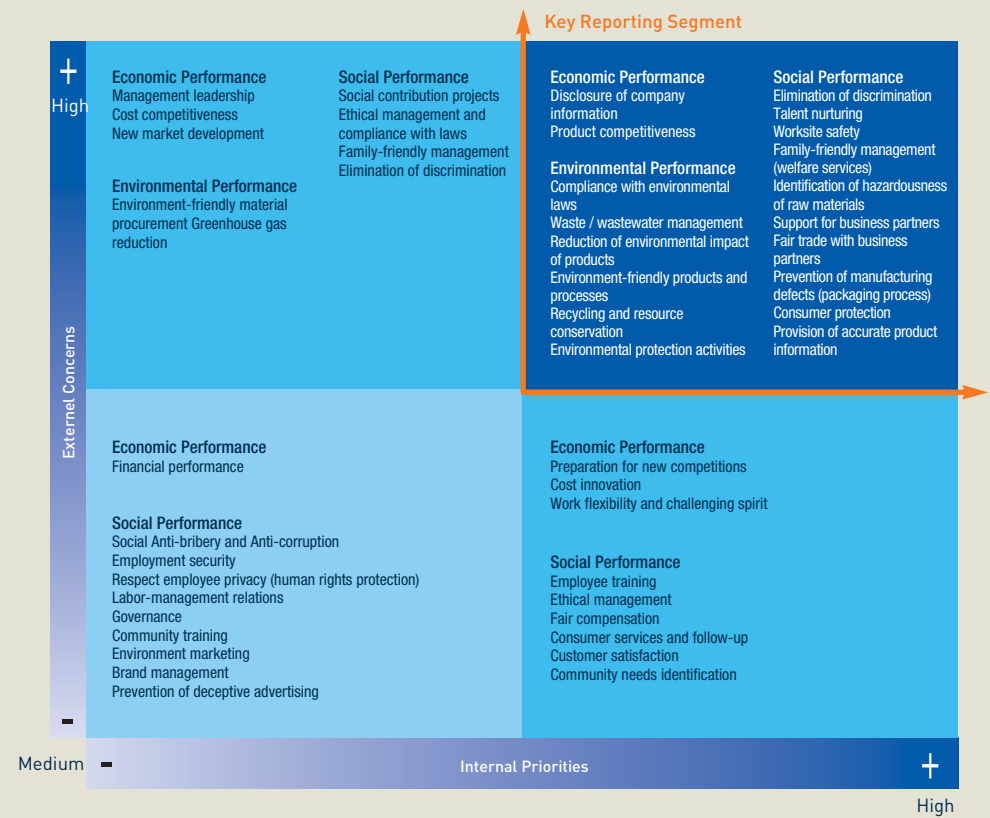 Key Reporting Segment
+
High
Economic Performance
Management leadership
Cost competitiveness
New market development
Environmental Performance
Environment-friendly material
procurement Greenhouse gas
reduction
Social Performance
Social contribution projects
Ethical management and
compliance with laws
Family-friendly management
Elimination of discrimination
Economic Performance
Disclosure of company
information
Product competitiveness
Environmental Performance
Compliance with environmental
laws
Waste / wastewater management
Reduction of environmental impact
of products
Environment-friendly products and
processes
Recycling and resource
conservation
Environmental protection activities
Social Performance
Elimination of discrimination
Talent nurturing
Worksite safety
Family-friendly management
(welfare services)
Identification of hazardousness
of raw materials
Support for business partners
Fair trade with business
partners
Prevention of manufacturing
defects (packaging process)
Consumer protection
Provision of accurate product
information
Externel Concerns
Economic Performance
Financial performance
Social Performance
Social Anti-bribery and Anti-corruption
Employment security
Respect employee privacy (human rights protection)
Labor-management relations
Governance
Community training
Environment marketing
Brand management
Prevention of deceptive advertising
Economic Performance
Preparation for new competitions
Cost innovation
Work flexibility and challenging spirit
Social Performance
Employee training
Ethical management
Fair compensation
Consumer services and follow-up
Customer satisfaction
Community needs identification
-
Medium
-
Internal Priorities
+
High